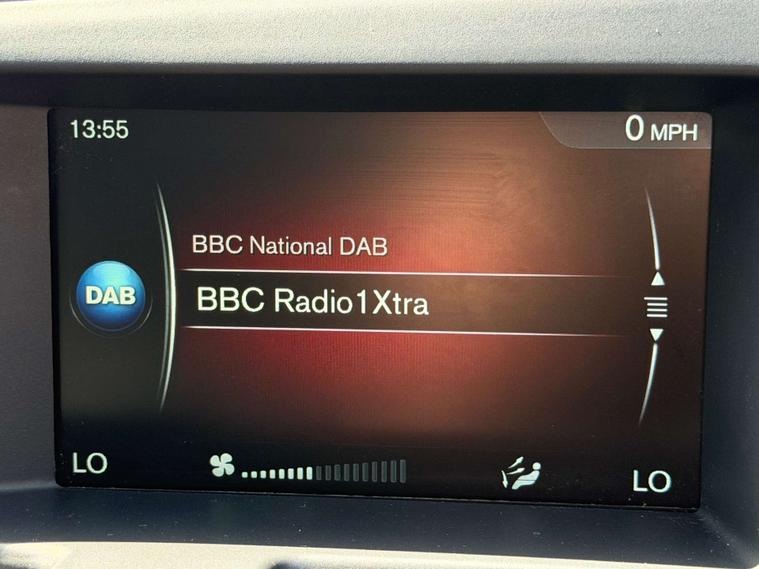 13:55
0 MPH
BBC National DAB
DAB
BBC Radio1Xtra
LO
LO